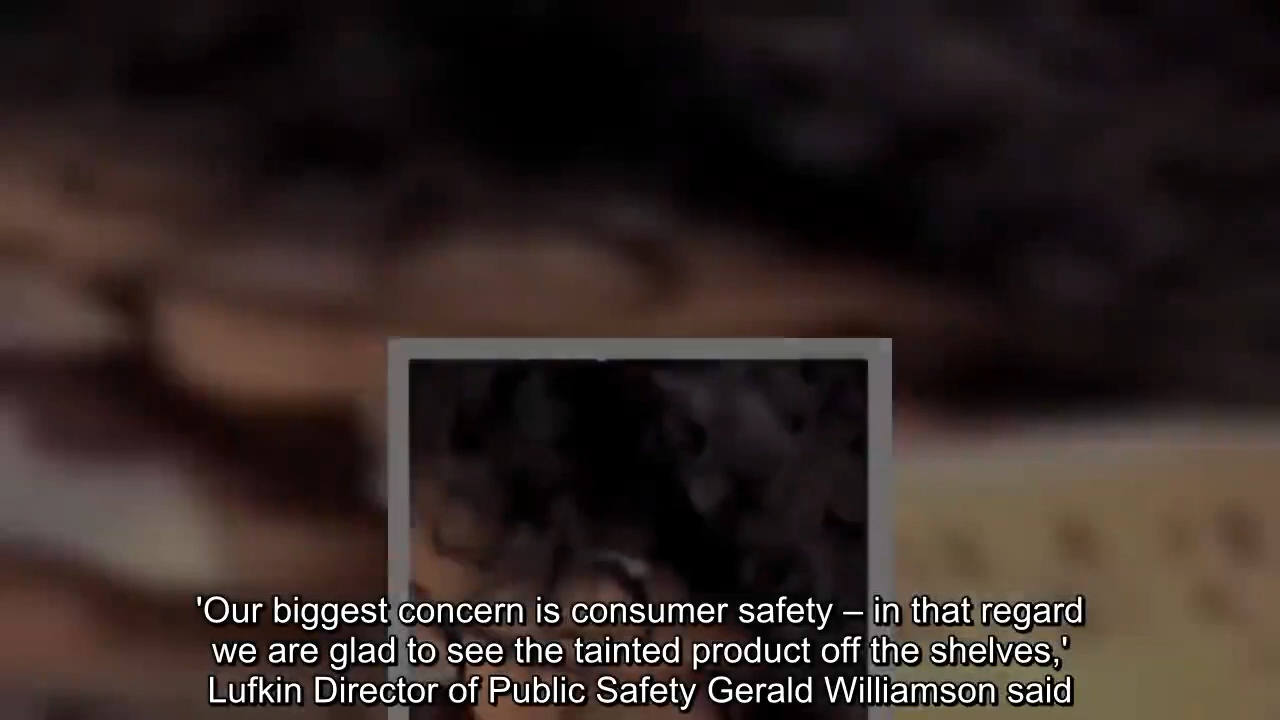 'Our biggest concern is consumer safety – in that regard
we are glad to see the tainted product off the shelves,'
Lufkin Director of Public Safety Gerald Williamson said